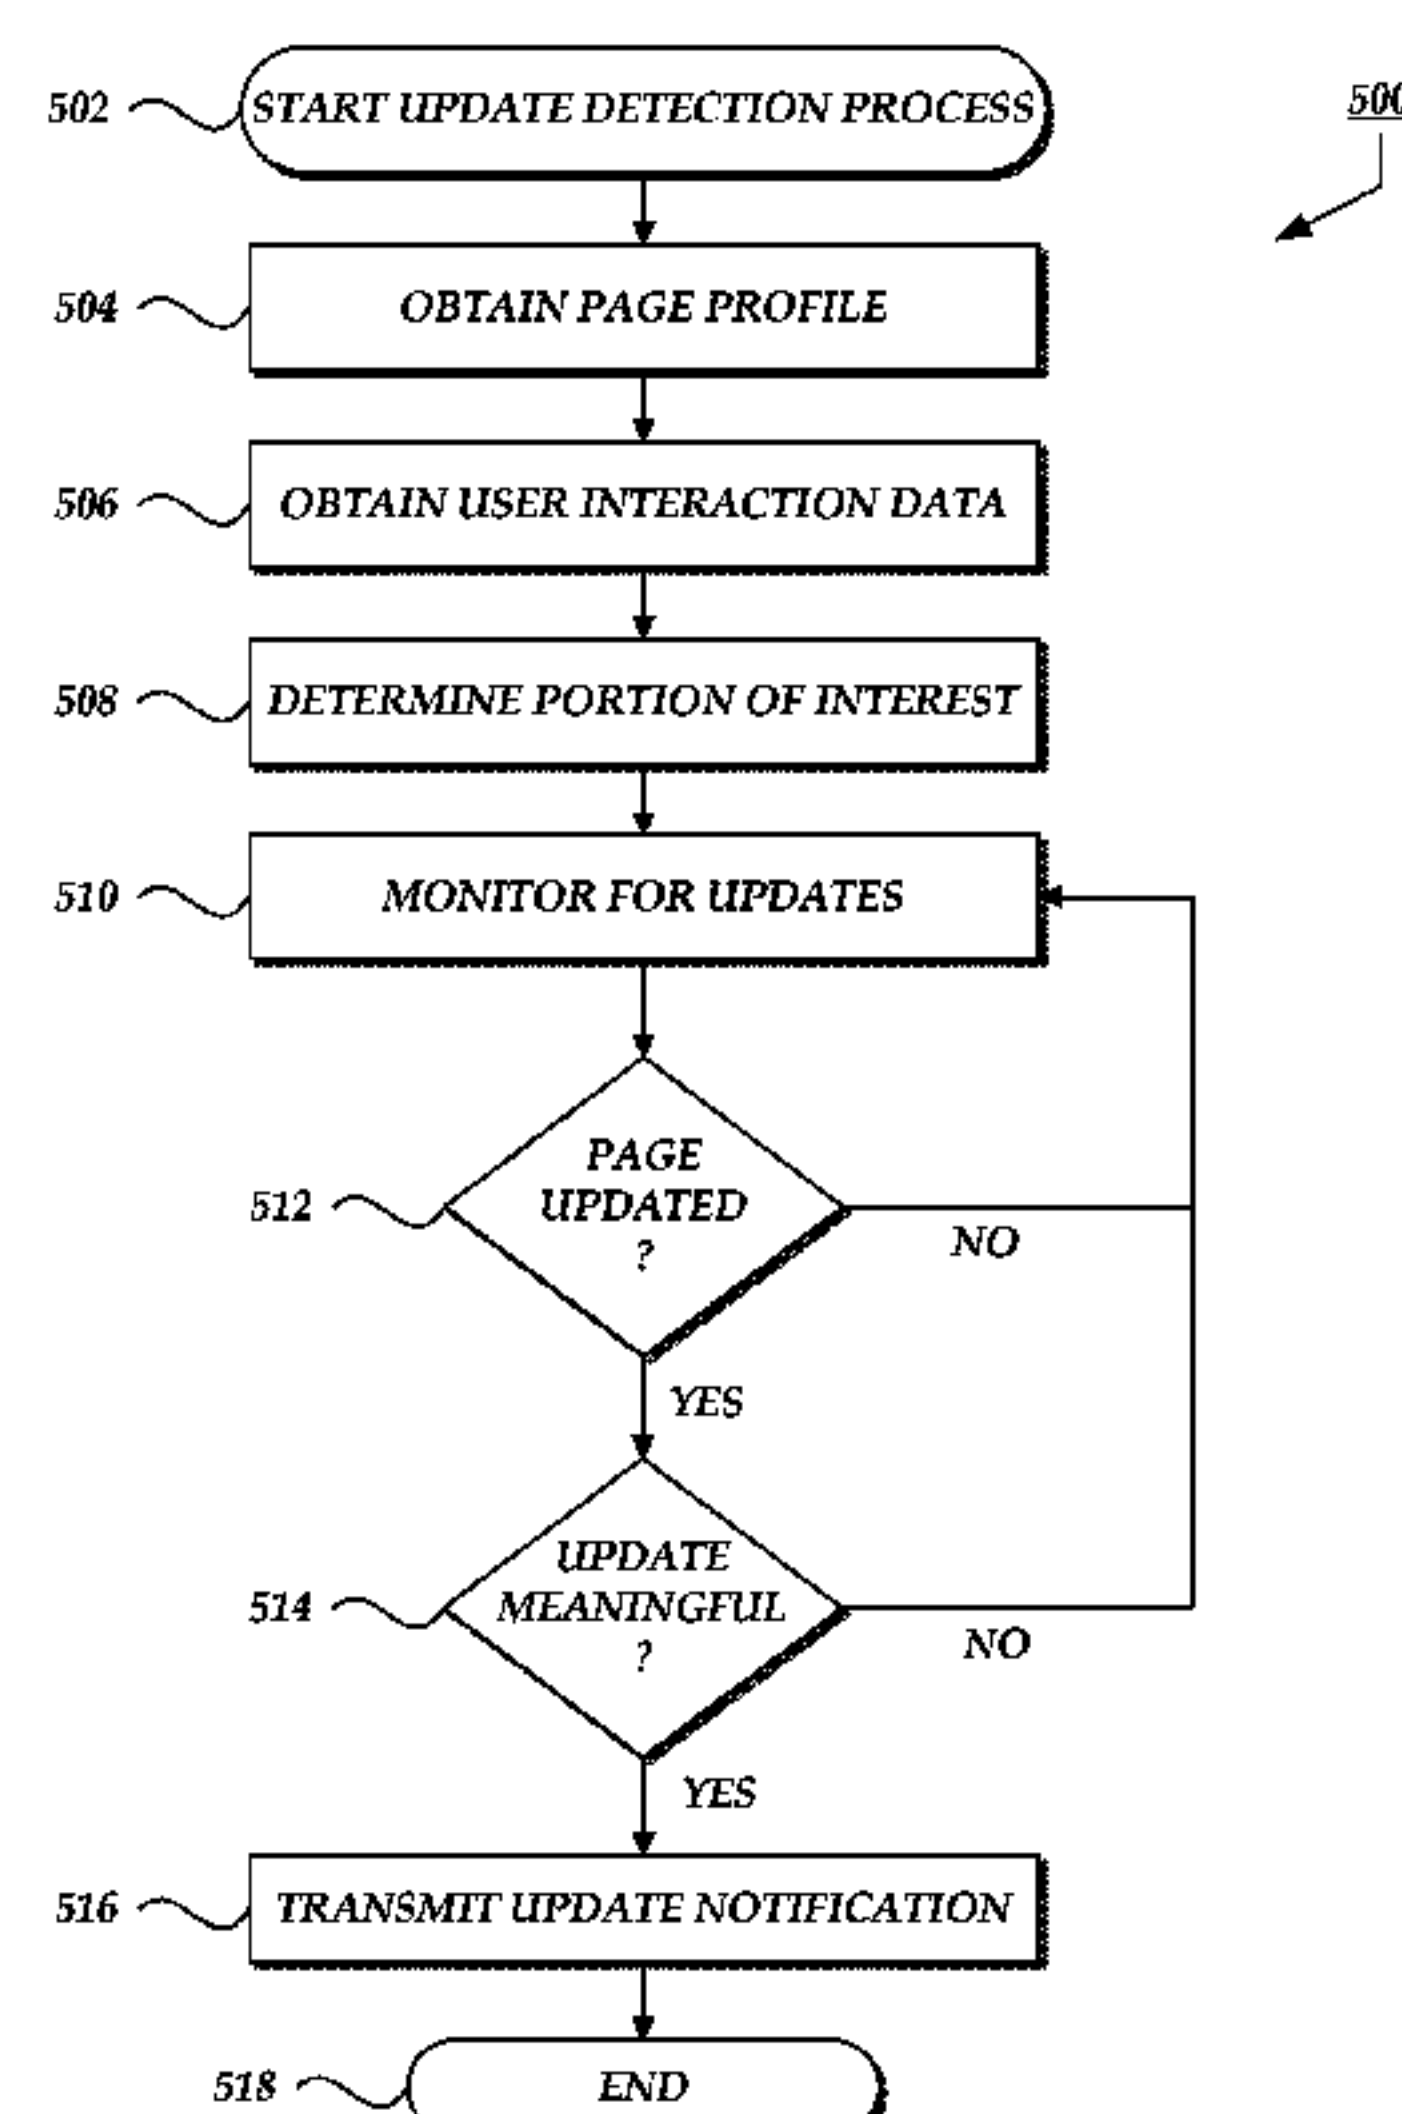 502 START UPDATE DETECTION PROCESS
500
504 OBTAIN PAGE PROFILE
506 OBTAIN USER INTERACTION DATA
508 DETERMINE PORTION OF INTEREST
510 MONITOR FOR UPDATES
PAGE
512 UPDATED
?
NO
YES
UPDATE
514 MEANINGFUL
?
NO
YES
516 TRANSMIT UPDATE NOTIFICATION
518 END